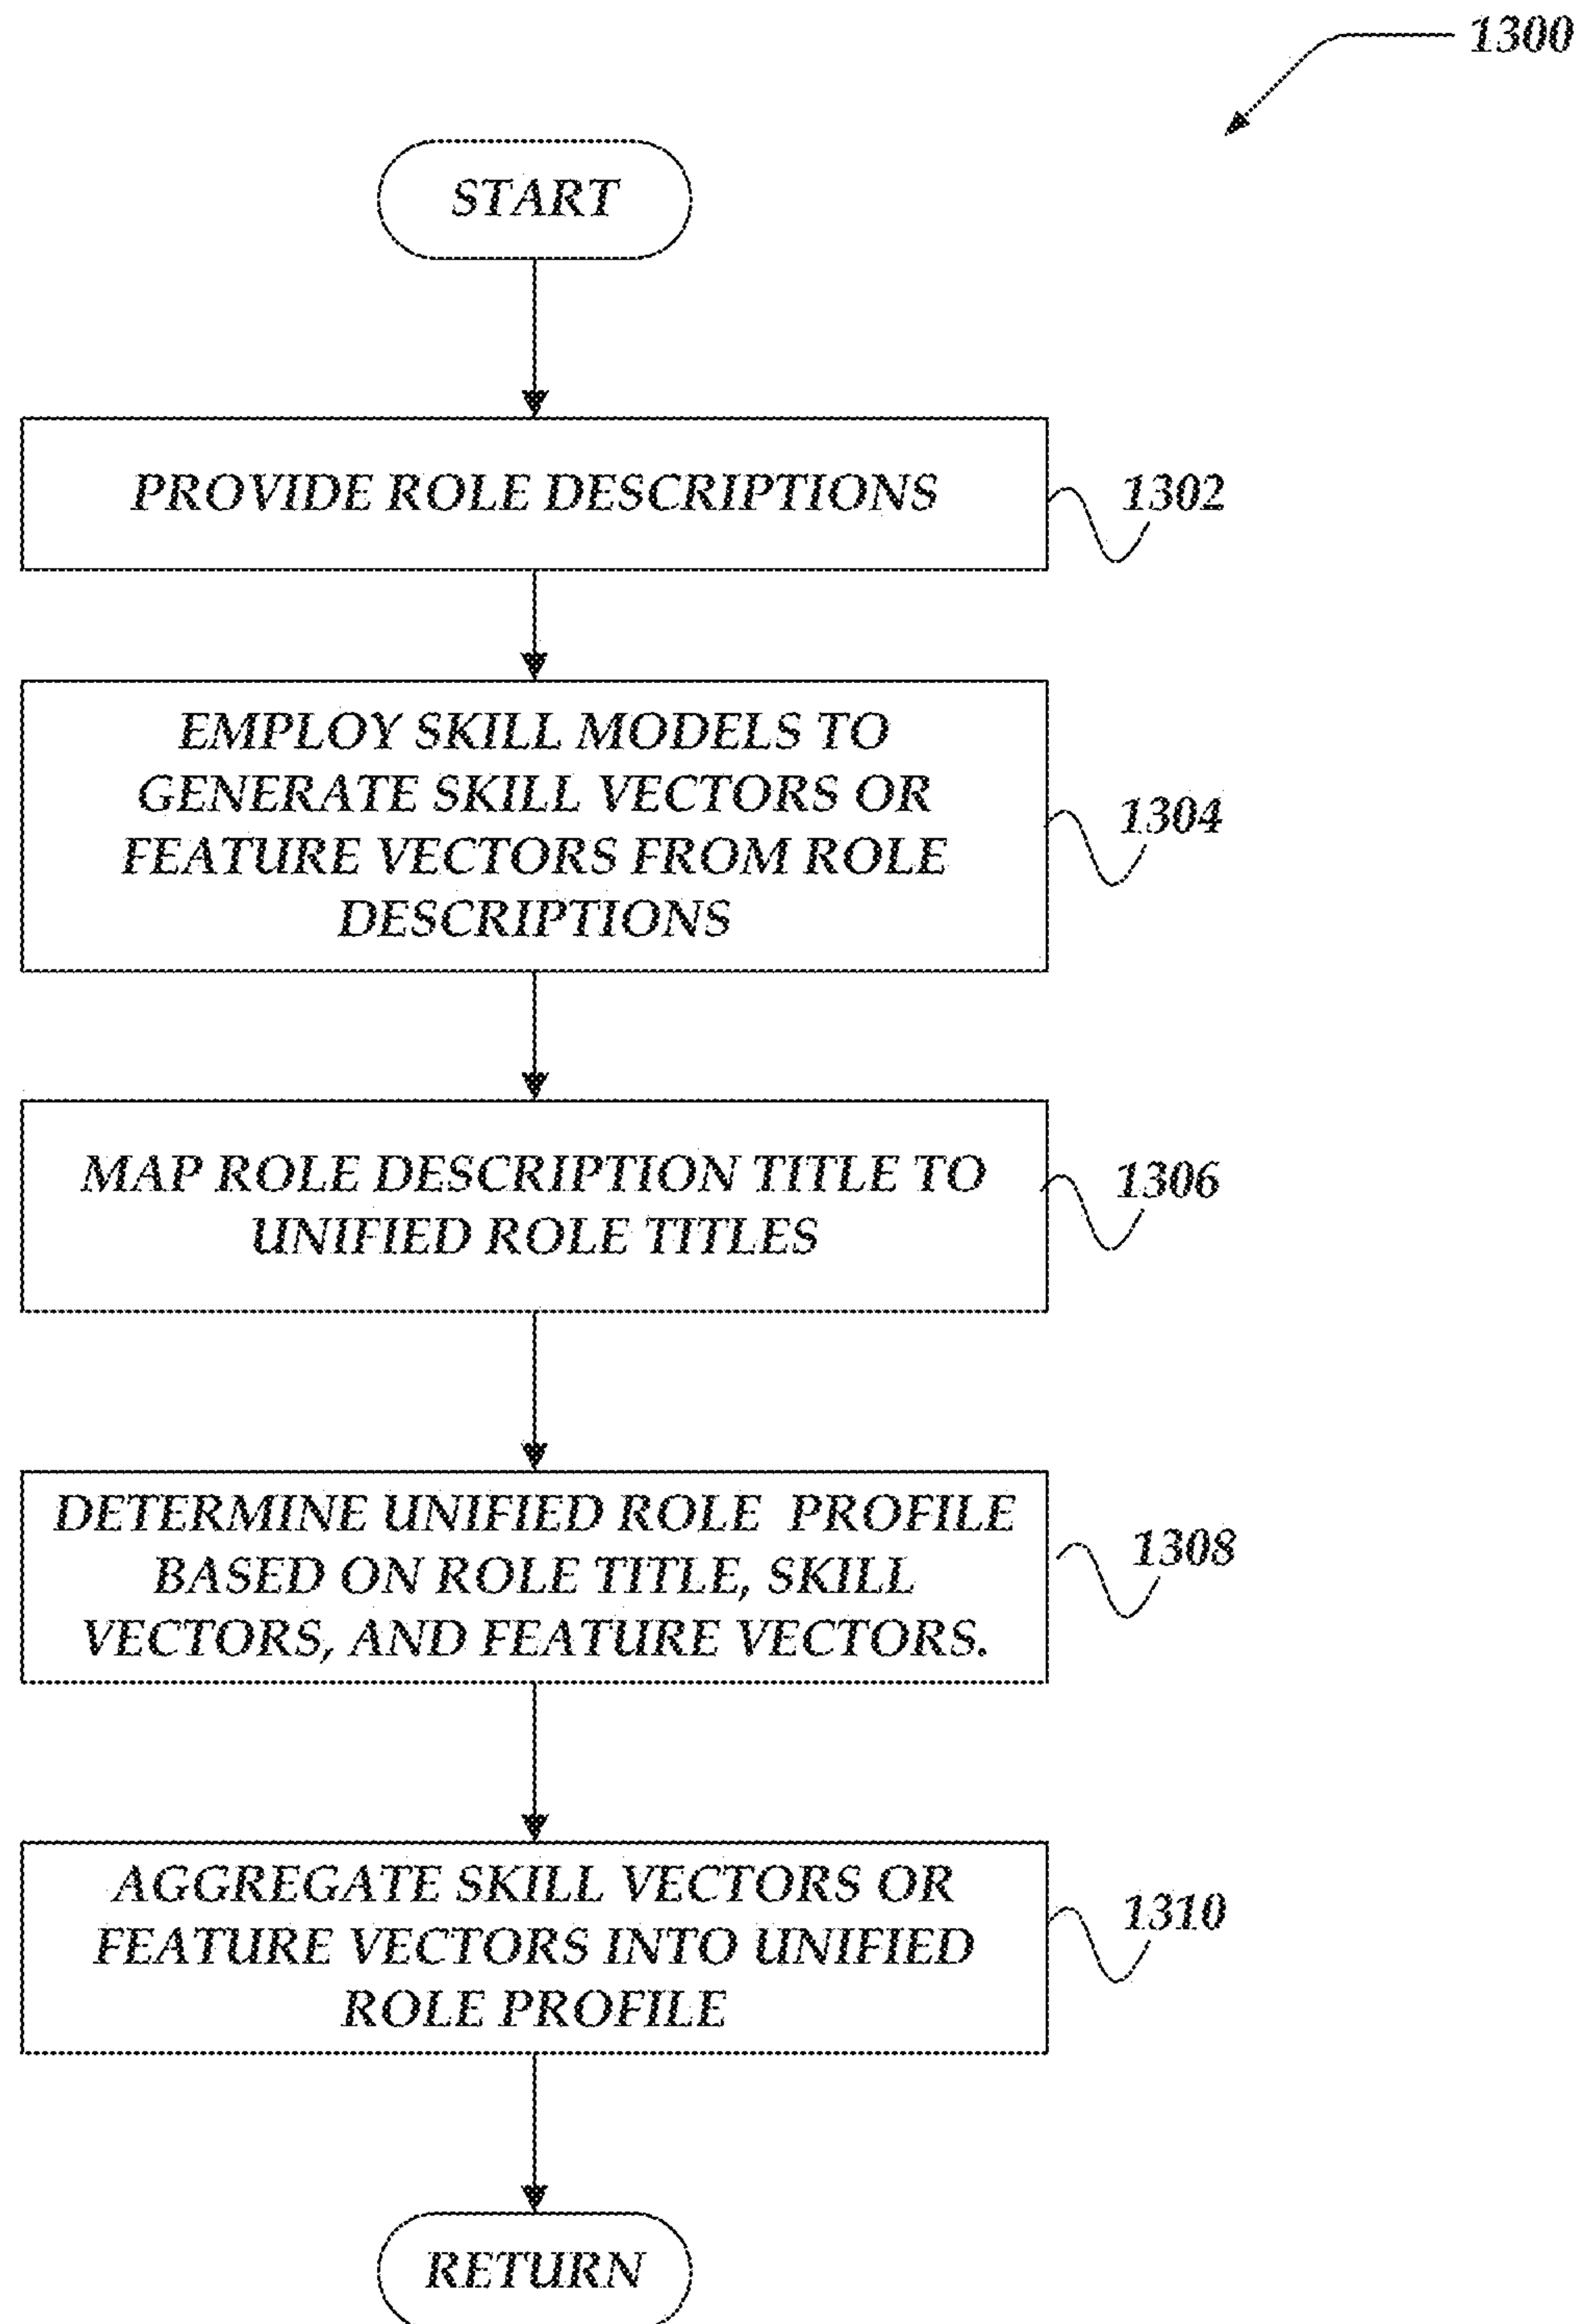 1300
START
PROVIDE ROLE DESCRIPTIONS
1302
EMPLOY SKILL MODELS TO
GENERATE SKILL VECTORS OR
FEATURE VECTORS FROM ROLE
DESCRIPTIONS
1304
MAP ROLE DESCRIPTION TITLE TO
UNIFIED ROLE TITLES
1306
DETERMINE UNIFIED ROLE PROFILE
BASED ON ROLE TITLE, SKILL
VECTORS, AND FEATURE VECTORS.
1308
AGGREGATE SKILL VECTORS OR
FEATURE VECTORS INTO UNIFIED
ROLE PROFILE
1310
RETURN